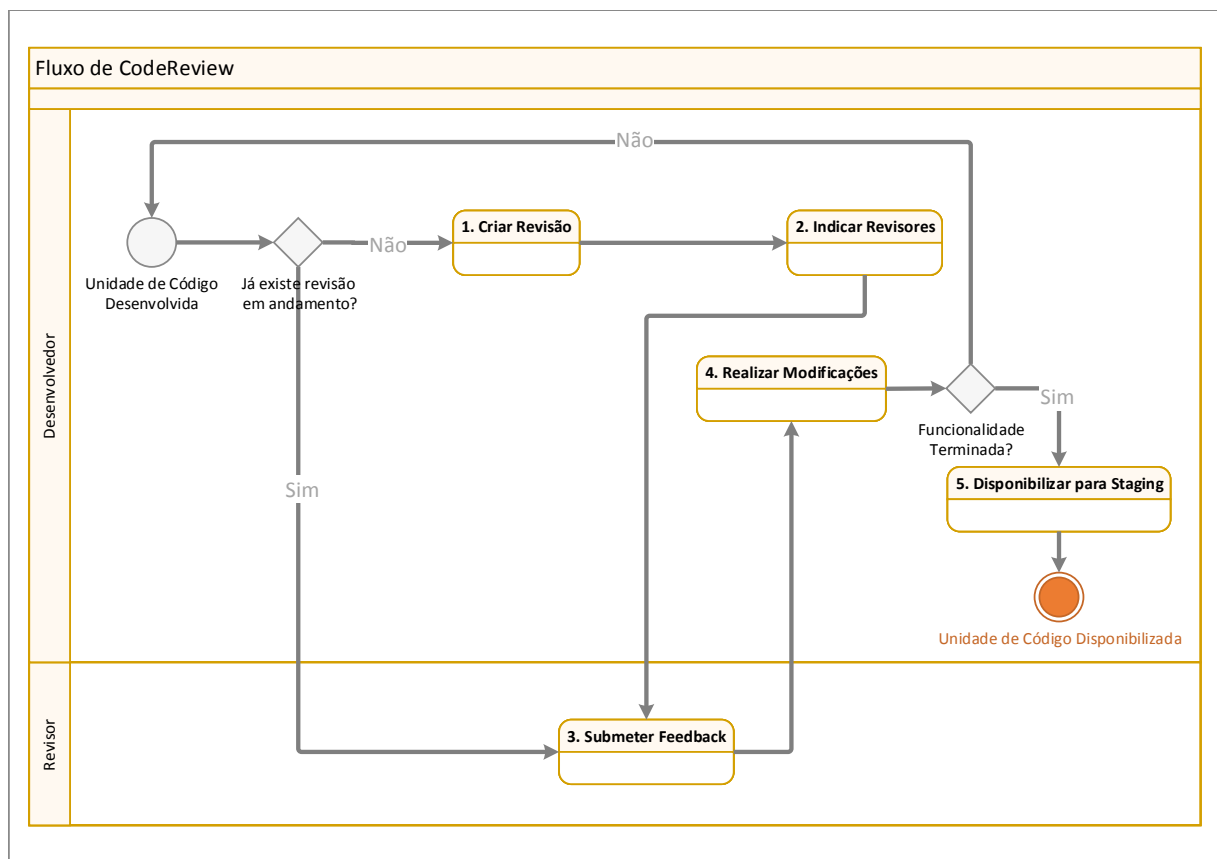 Fluxo de CodeReview
Desenvolvedor
Não
Unidade de Código
Desenvolvida
Já existe revisão
em andamento?
Não
1. Criar Revisão
2. Indicar Revisores
4. Realizar Modificações
Funcionalidade
Terminada?
Sim
Sim
5. Disponibilizar para Staging
Unidade de Código Disponibilizada
Revisor
3. Submeter Feedback